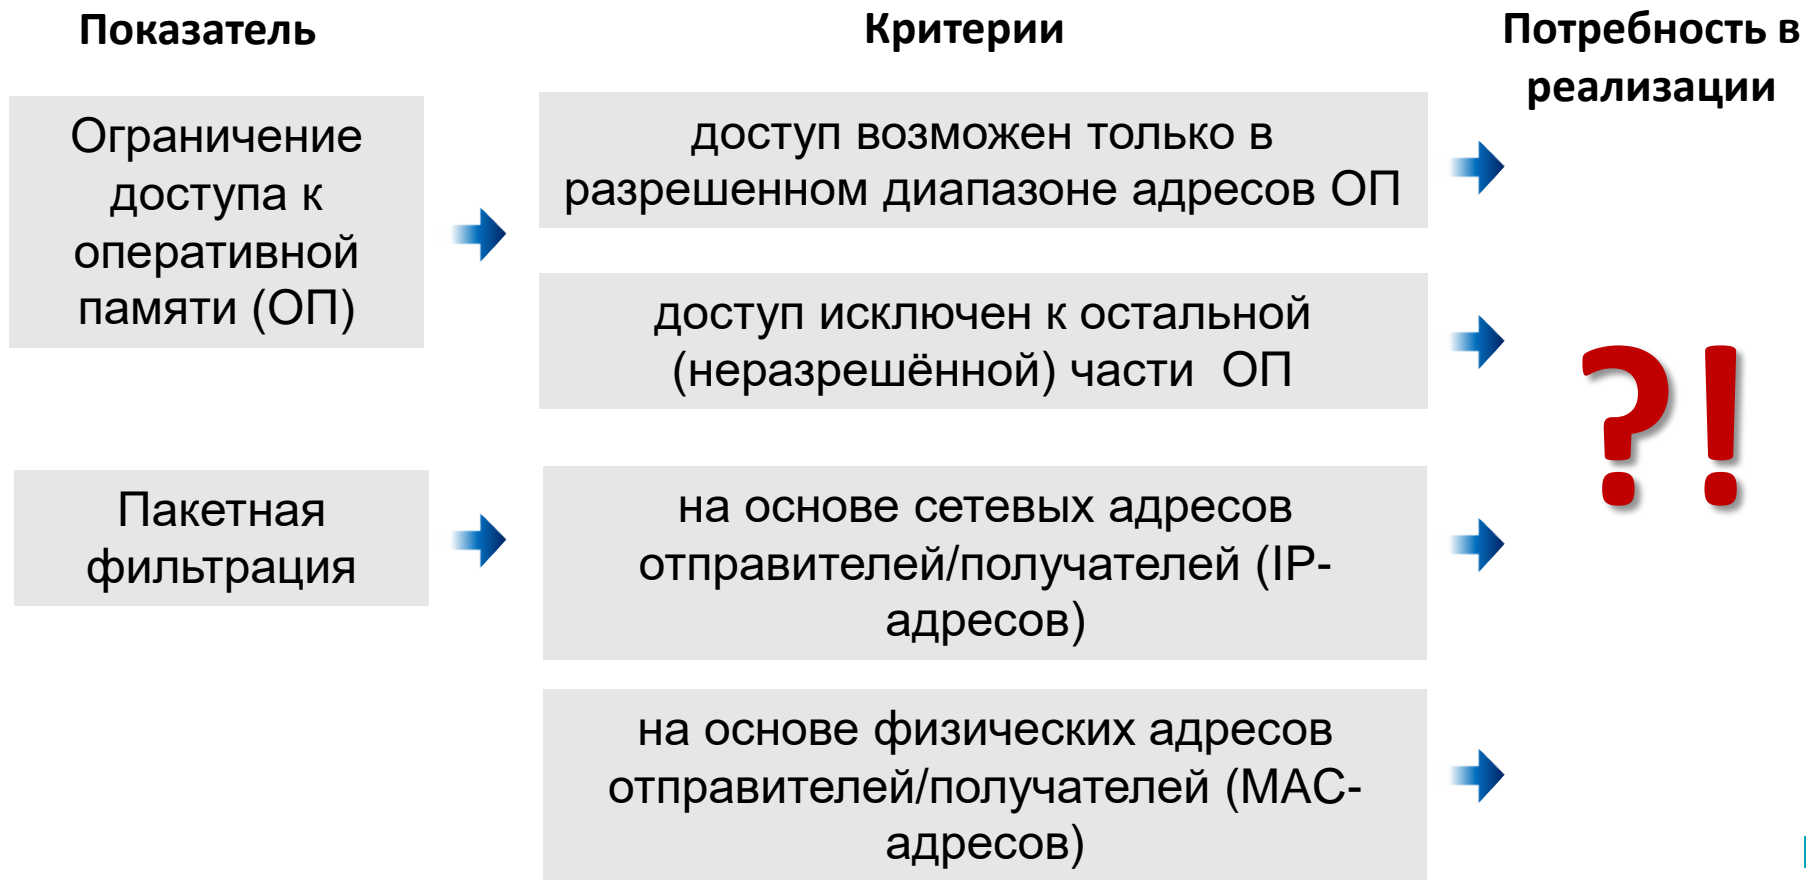 Показатель
Критерии
Потребность в
реализации
Ограничение
доступа к
оперативной
памяти (ОП)
доступ возможен только в
разрешенном диапазоне адресов ОП
доступ исключен к остальной
(неразрешённой) части  ОП
?!
Пакетная
фильтрация
на основе сетевых адресов
отправителей/получателей (IP-
адресов)
на основе физических адресов
отправителей/получателей (MAC-
адресов)